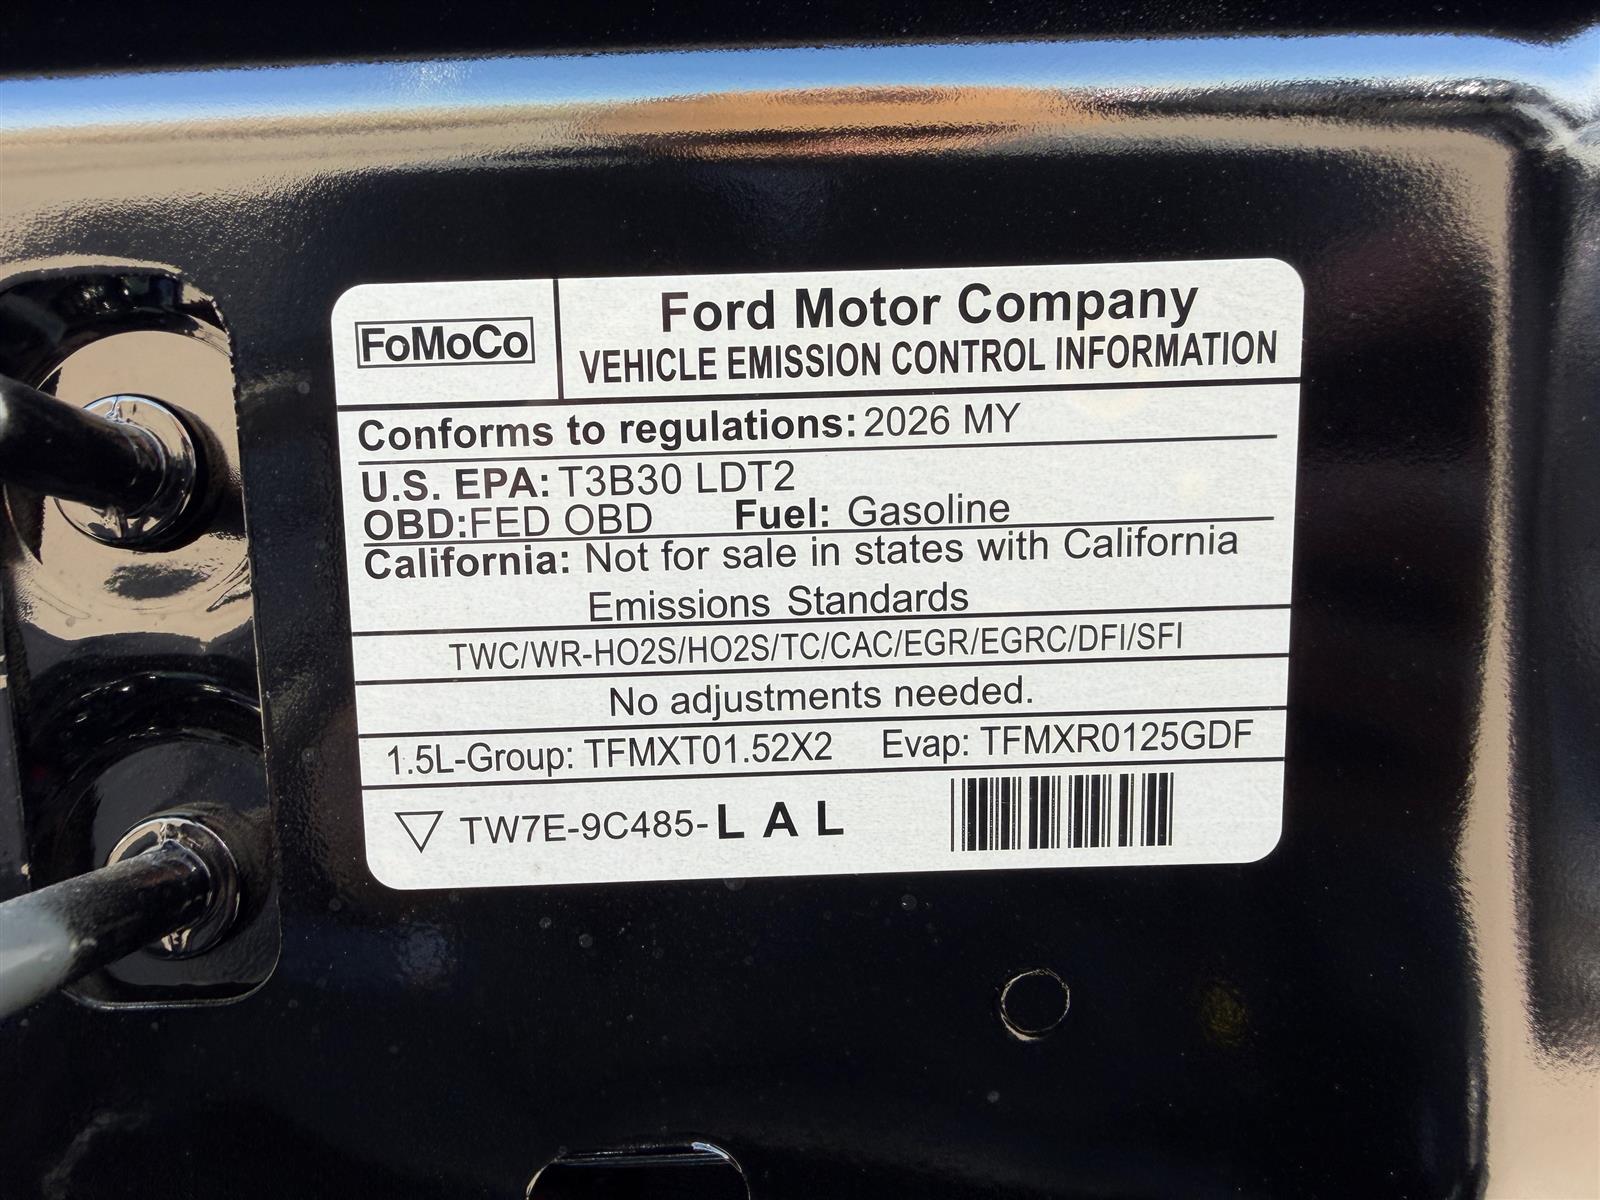 FoMoCo
Ford Motor Company
VEHICLE EMISSION CONTROL INFORMATION
Conforms to regulations: 2026 MY
U.S. EPA: T3B30 LDT2
OBD:FED OBD Fuel: Gasoline
California: Not for sale in states with California
Emissions Standards
TWC/WR-HO2S/HO2S/TC/CAC/EGR/EGRC/DFI/SFI
No adjustments needed.
1.5L-Group: TFMXT01.52X2 Evap: TFMXR0125GDF
TW7E-9C485-L A L